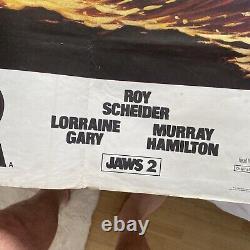 ROY
SCHEIDER
LORRAINE MURRAY
GARY HAMILTON
JAWS 2
A